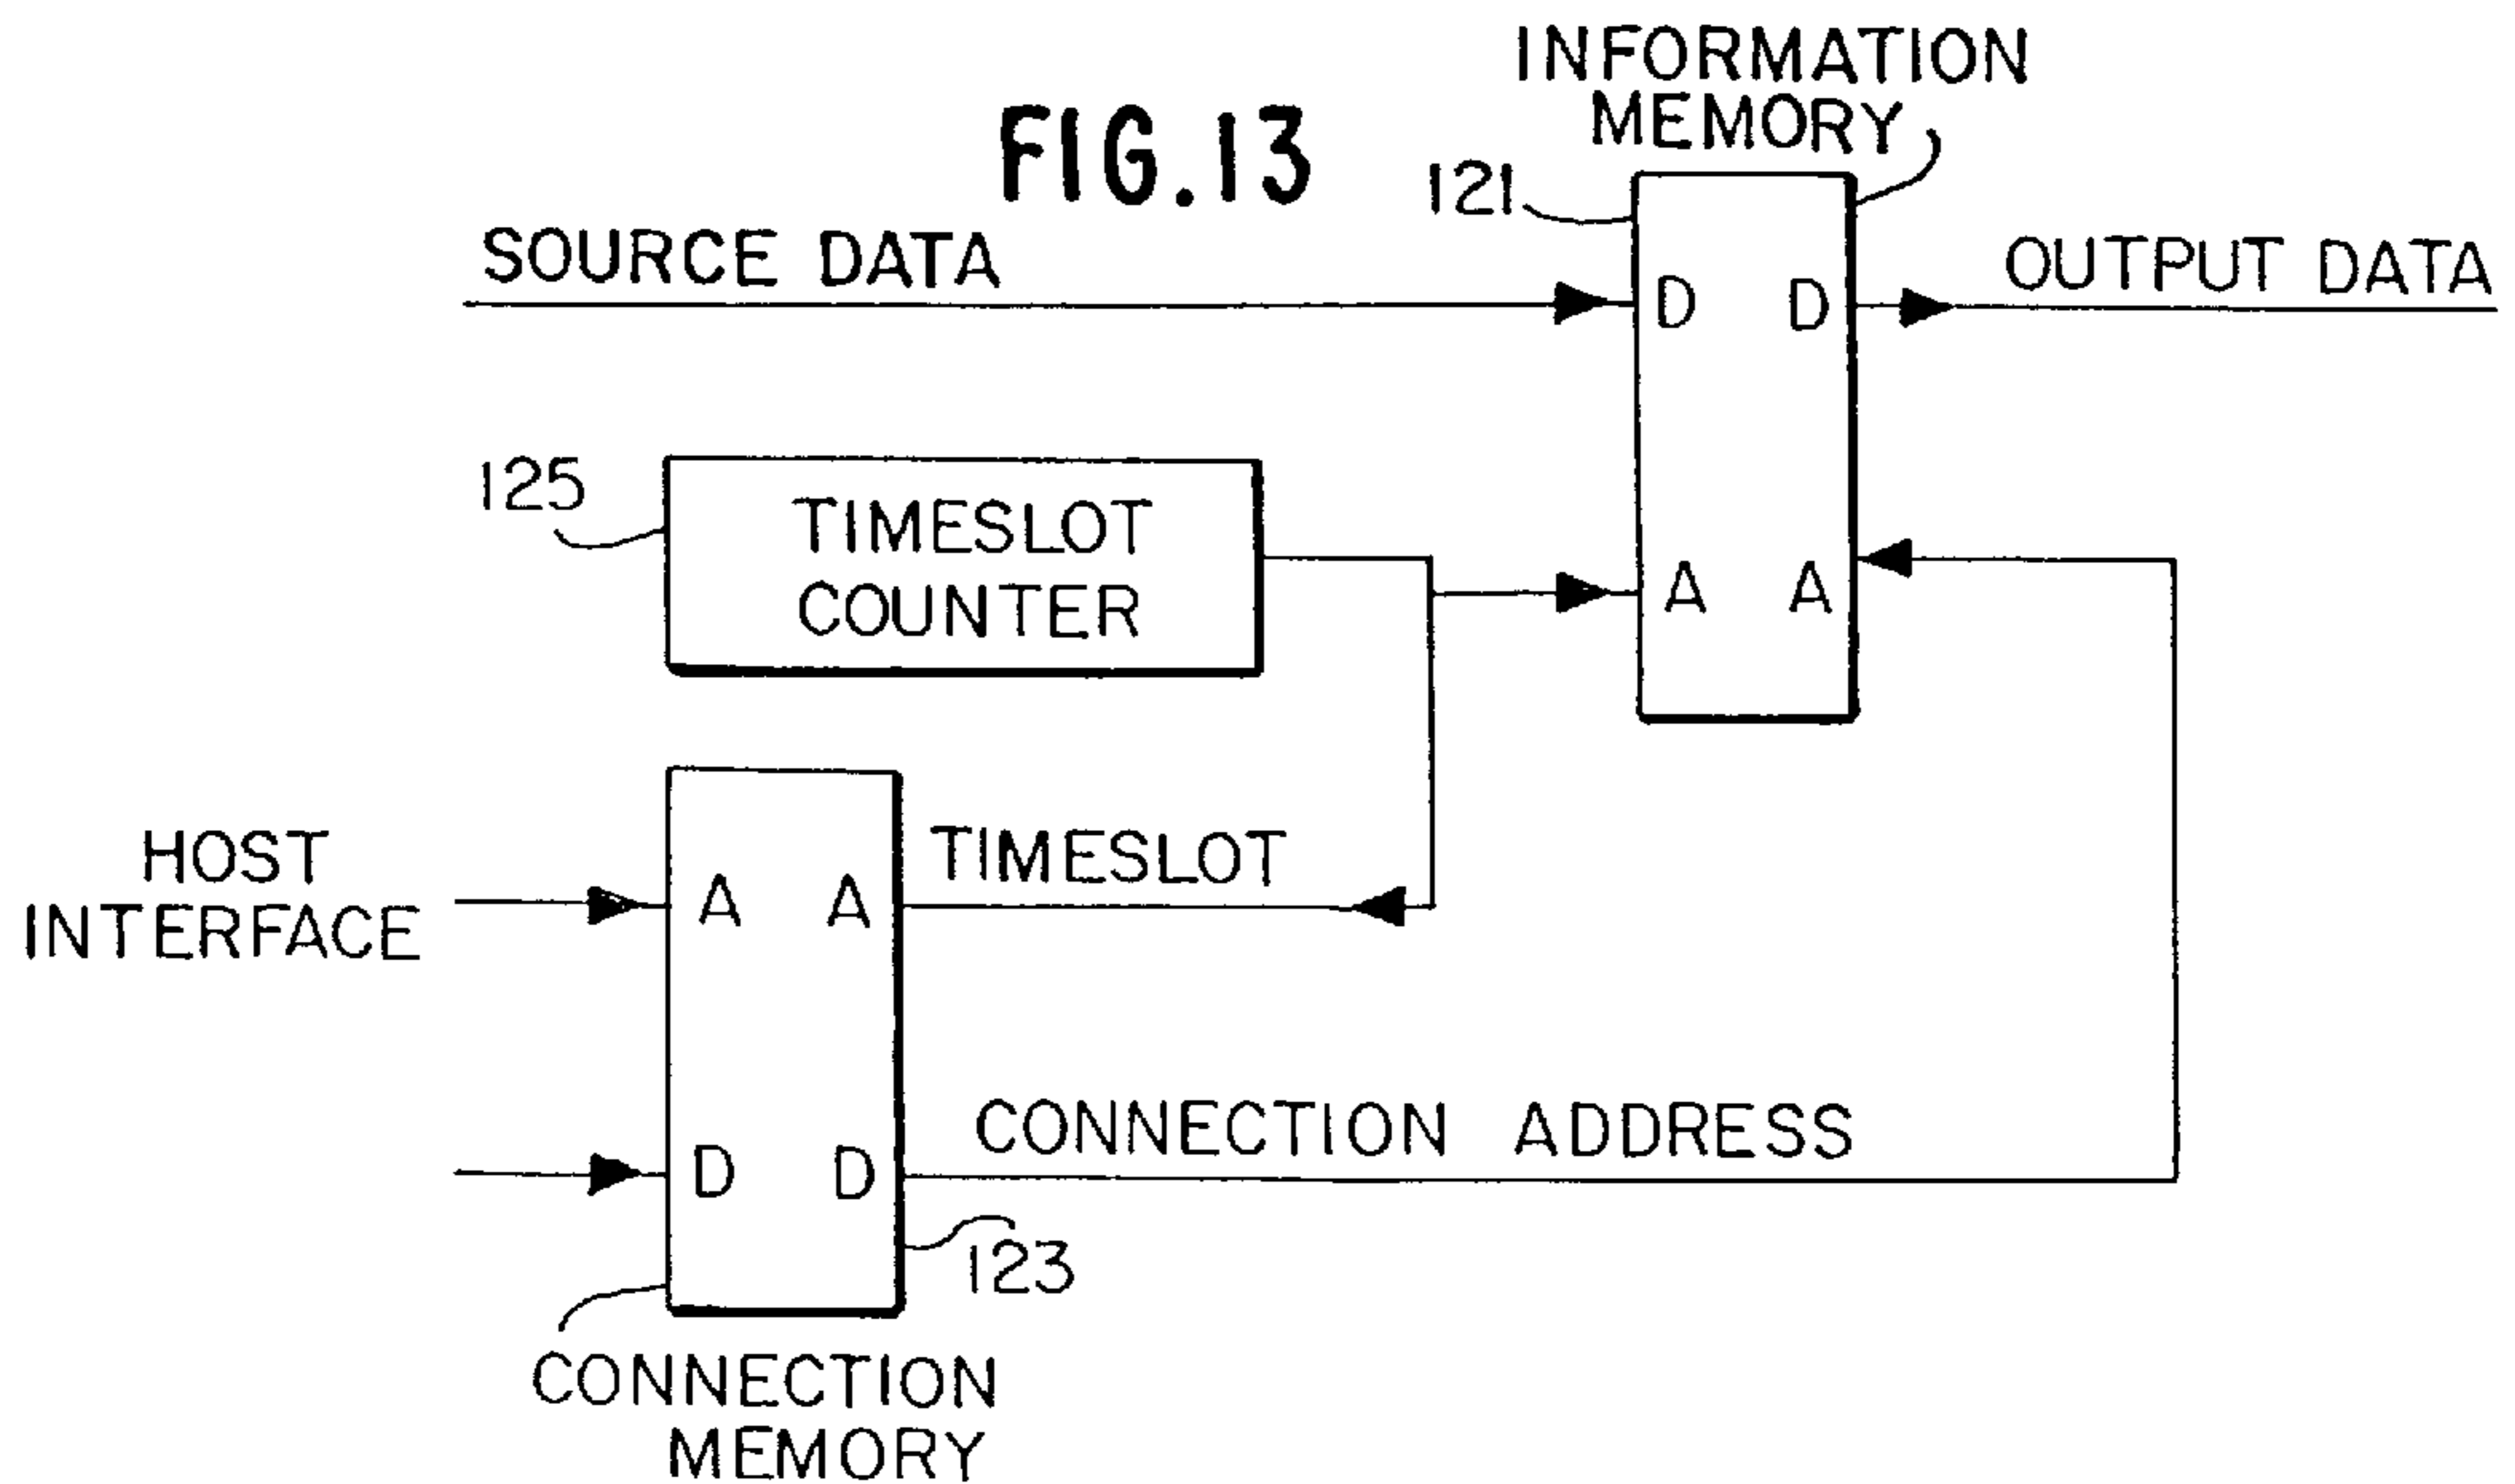 INFORMATION
MEMORY
FIG.13
121
SOURCE DATA
D D
OUTPUT DATA
125
TIMESLOT
COUNTER
A A
HOST
INTERFACE
A A
TIMESLOT
D D
CONNECTION ADDRESS
123
CONNECTION
MEMORY